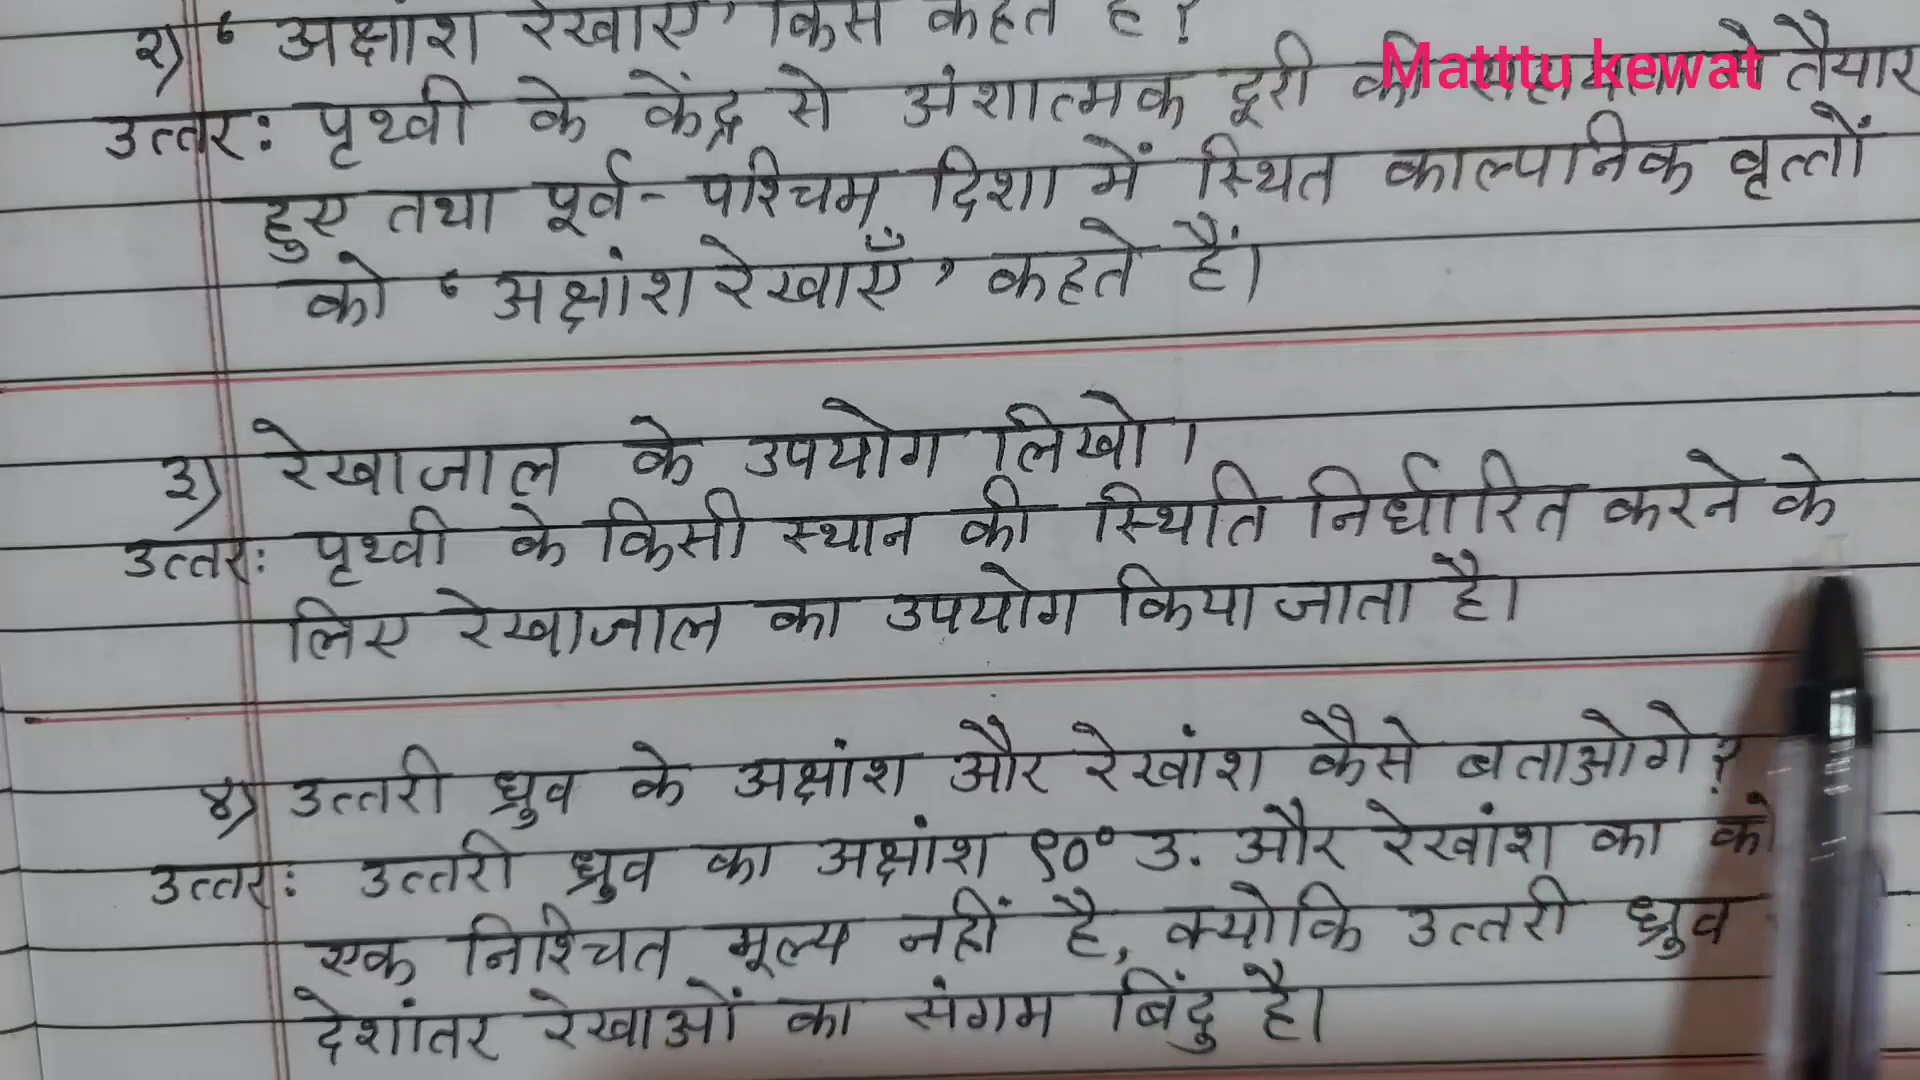 २) ' अक्षांश रेखाएँ ' किसे कहते हैं?
Matttu kewat
उत्तर: पृथ्वी के केंद्र से अंशात्मक दूरी की से तैयार
हुए तथा पूर्व-पश्चिम दिशा में स्थित काल्पनिक वृत्तों
को ' अक्षांश रेखाएँ ' कहते हैं।
३) रेखाजाल के उपयोग लिखो।
उत्तर: पृथ्वी के किसी स्थान की स्थिति निर्धारित करने के
लिए रेखाजाल का उपयोग किया जाता है।
४) उत्तरी ध्रुव के अक्षांश और रेखांश कैसे बताओगे?
उत्तर: उत्तरी ध्रुव का अक्षांश ९०° उ. और रेखांश का
एक निश्चित मूल्य नहीं है, क्योकि उत्तरी ध्रुव
देशांतर रेखाओं का संगम बिंदु है।